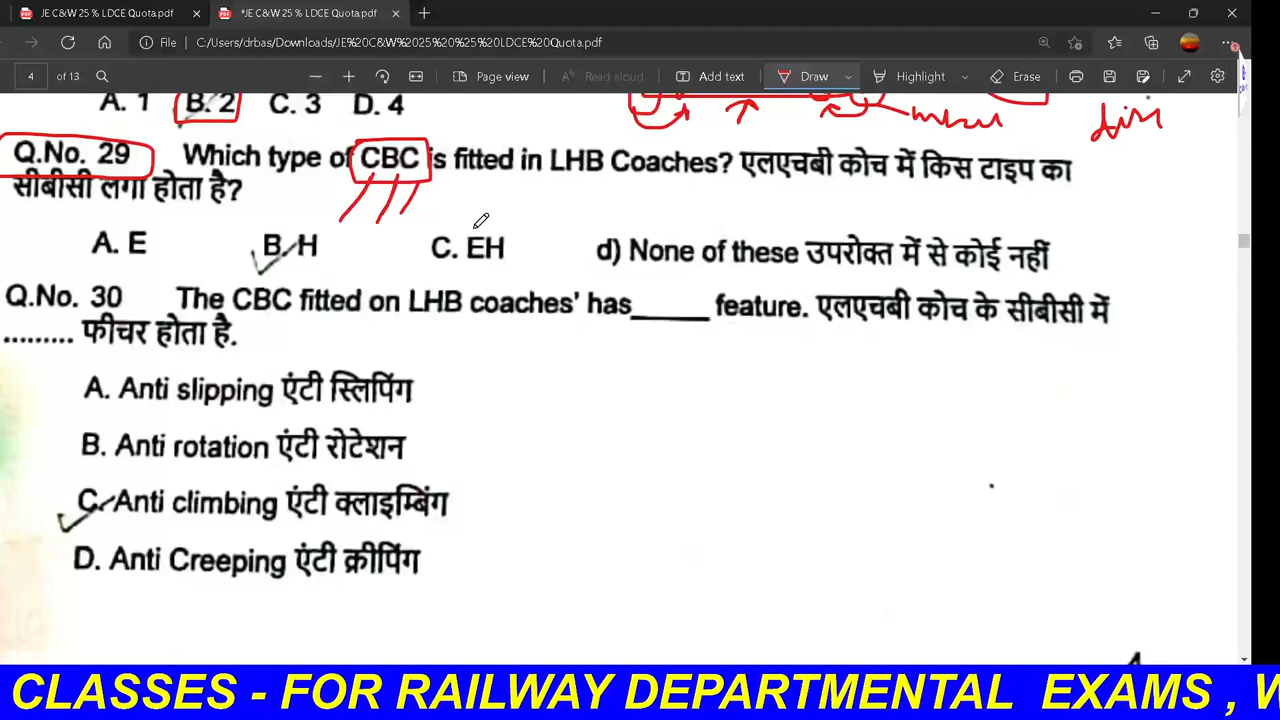 JE C&W 25 % LDCE Quota.pdf
*JE C&W 25 % LDCE Quota.pdf
File C:/Users/drbas/Downloads/JE%20C&W%2025%20%25%20LDCE%20Quota.pdf
4 of 13 Page view Read aloud Add text Draw Highlight Erase
A. 1 B. 2 C. 3 D. 4
Q.No. 29 Which type of CBC is fitted in LHB Coaches? एलएचबी कोच में किस टाइप का
सीबीसी लगा होता है?
A. E B. H C. EH d) None of these उपरोक्त में से कोई नहीं
Q.No. 30 The CBC fitted on LHB coaches' has_____ feature. एलएचबी कोच के सीबीसी में
......... फीचर होता है.
A. Anti slipping एंटी स्लिपिंग
B. Anti rotation एंटी रोटेशन
C. Anti climbing एंटी क्लाइम्बिंग
D. Anti Creeping एंटी क्रीपिंग
CLASSES - FOR RAILWAY DEPARTMENTAL EXAMS , W